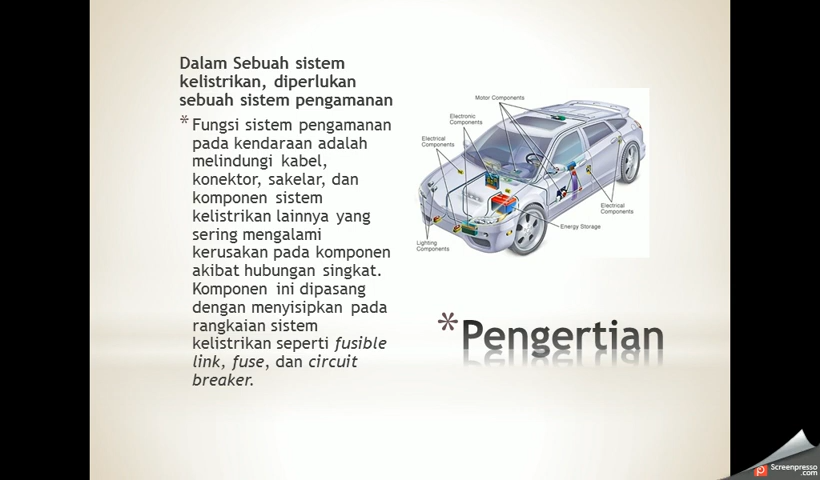 Dalam Sebuah sistem
kelistrikan, diperlukan
sebuah sistem pengamanan
* Fungsi sistem pengamanan
pada kendaraan adalah
melindungi kabel,
konektor, sakelar, dan
komponen sistem
kelistrikan lainnya yang
sering mengalami
kerusakan pada komponen
akibat hubungan singkat.
Komponen ini dipasang
dengan menyisipkan pada
rangkaian sistem
kelistrikan seperti fusible
link, fuse, dan circuit
breaker.
Motor Components
Electronic
Components
Electrical
Components
Electrical
Components
Energy Storage
Lighting
Components
*Pengertian
Screenpresso
.com